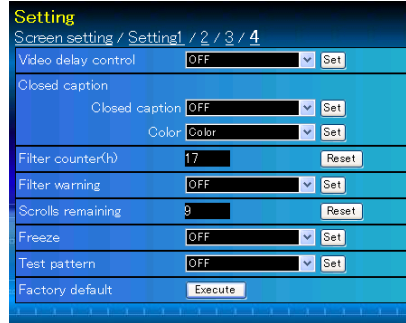 Setting
Screen setting / Setting1 / 2 / 3 / 4
Video delay control OFF Set
Closed caption
Closed caption OFF Set
Color Color Set
Filter counter(h) 17 Reset
Filter warning OFF Set
Scrolls remaining 9 Reset
Freeze OFF Set
Test pattern OFF Set
Factory default Execute